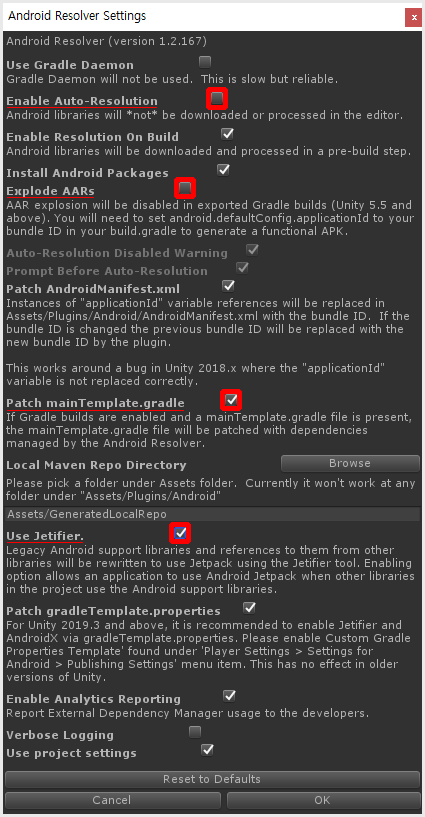 Android Resolver Settings
x
Android Resolver (version 1.2.167)
Use Gradle Daemon
Gradle Daemon will not be used.  This is slow but reliable.
Enable Auto-Resolution
Android libraries will *not* be downloaded or processed in the editor.
Enable Resolution On Build
Android libraries will be downloaded and processed in a pre-build step.
Install Android Packages
Explode AARs
AAR explosion will be disabled in exported Gradle builds (Unity 5.5 and
above). You will need to set android.defaultConfig.applicationId to your
bundle ID in your build.gradle to generate a functional APK.
Auto-Resolution Disabled Warning
Prompt Before Auto-Resolution
Patch AndroidManifest.xml
Instances of "applicationId" variable references will be replaced in
Assets/Plugins/Android/AndroidManifest.xml with the bundle ID.  If the
bundle ID is changed the previous bundle ID will be replaced with the
new bundle ID by the plugin.
This works around a bug in Unity 2018.x where the "applicationId"
variable is not replaced correctly.
Patch mainTemplate.gradle
If Gradle builds are enabled and a mainTemplate.gradle file is present,
the mainTemplate.gradle file will be patched with dependencies
managed by the Android Resolver.
Local Maven Repo Directory
Browse
Please pick a folder under Assets folder.  Currently it won't work at any
folder under "Assets/Plugins/Android"
Assets/GeneratedLocalRepo
Use Jetifier.
Legacy Android support libraries and references to them from other
libraries will be rewritten to use Jetpack using the Jetifier tool. Enabling
option allows an application to use Android Jetpack when other libraries
in the project use the Android support libraries.
Patch gradleTemplate.properties
For Unity 2019.3 and above, it is recommended to enable Jetifier and
AndroidX via gradleTemplate.properties. Please enable Custom Gradle
Properties Template' found under 'Player Settings > Settings for
Android > Publishing Settings' menu item. This has no effect in older
versions of Unity.
Enable Analytics Reporting
Report External Dependency Manager usage to the developers.
Verbose Logging
Use project settings
Reset to Defaults
Cancel
OK